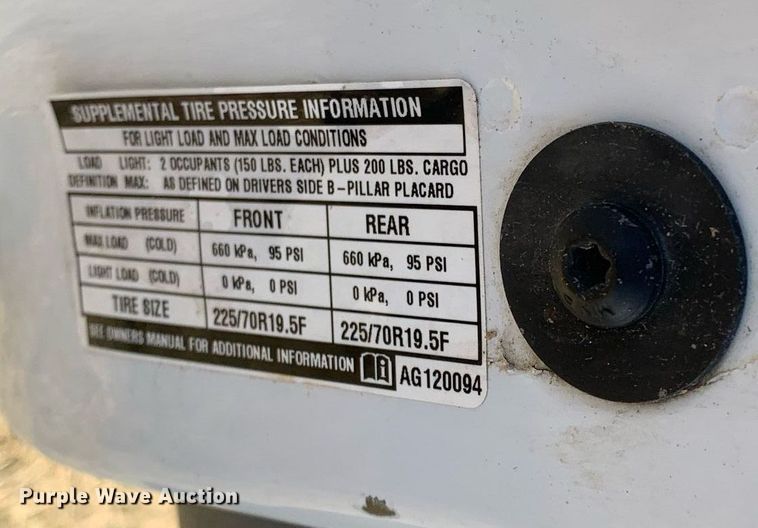 SUPPLEMENTAL TIRE PRESSURE INFORMATION
FOR LIGHT LOAD AND MAX LOAD CONDITIONS
LOAD LIGHT: 2 OCCUPANTS (150 LBS. EACH) PLUS 200 LBS. CARGO
DEFINITION MAX: AS DEFINED ON DRIVERS SIDE B-PILLAR PLACARD
INFLATION PRESSURE FRONT REAR
MAX LOAD (COLD) 660 kPa, 95 PSI 660 kPa, 95 PSI
LIGHT LOAD (COLD) 0 kPa, 0 PSI 0 kPa, 0 PSI
TIRE SIZE 225/70R19.5F 225/70R19.5F
SEE OWNERS MANUAL FOR ADDITIONAL INFORMATION i AG120094
Purple Wave Auction